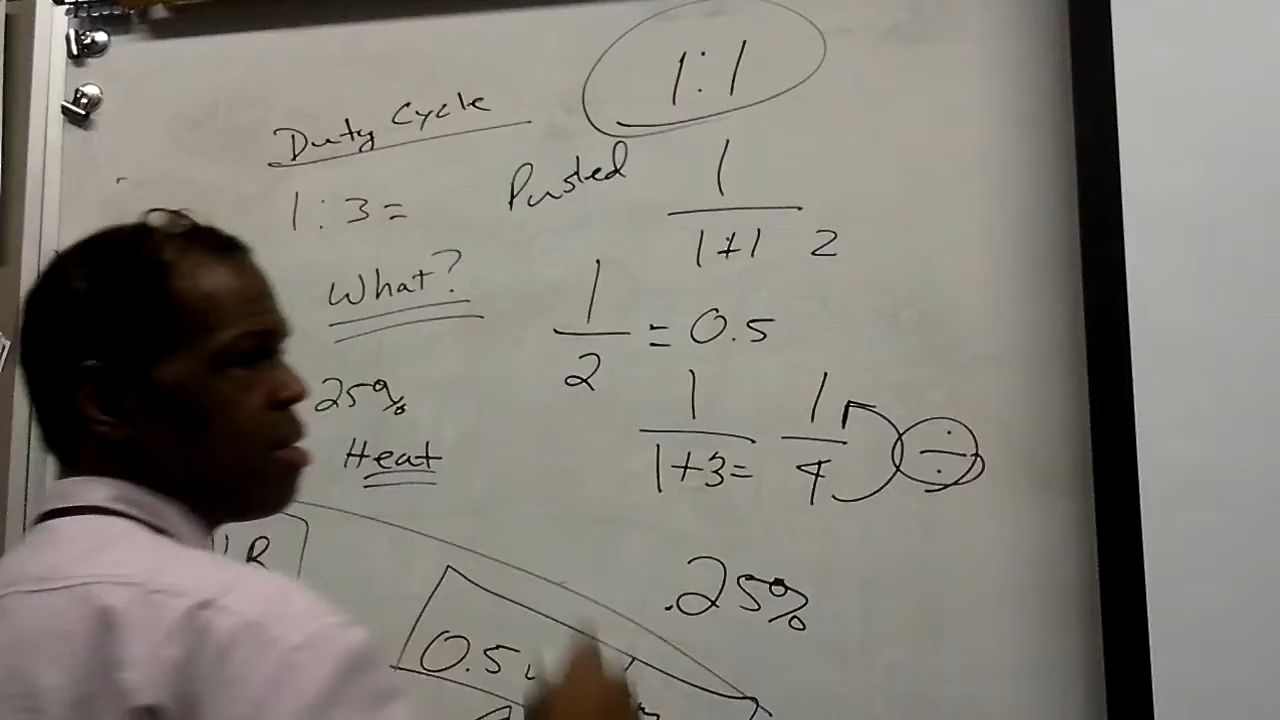 1:1
Duty Cycle
Pulsed
1
1+1 2
1:3=
What?
1
2 = 0.5
25%
Heat
1
1+3=
1
4
÷
R
.25%
0.5